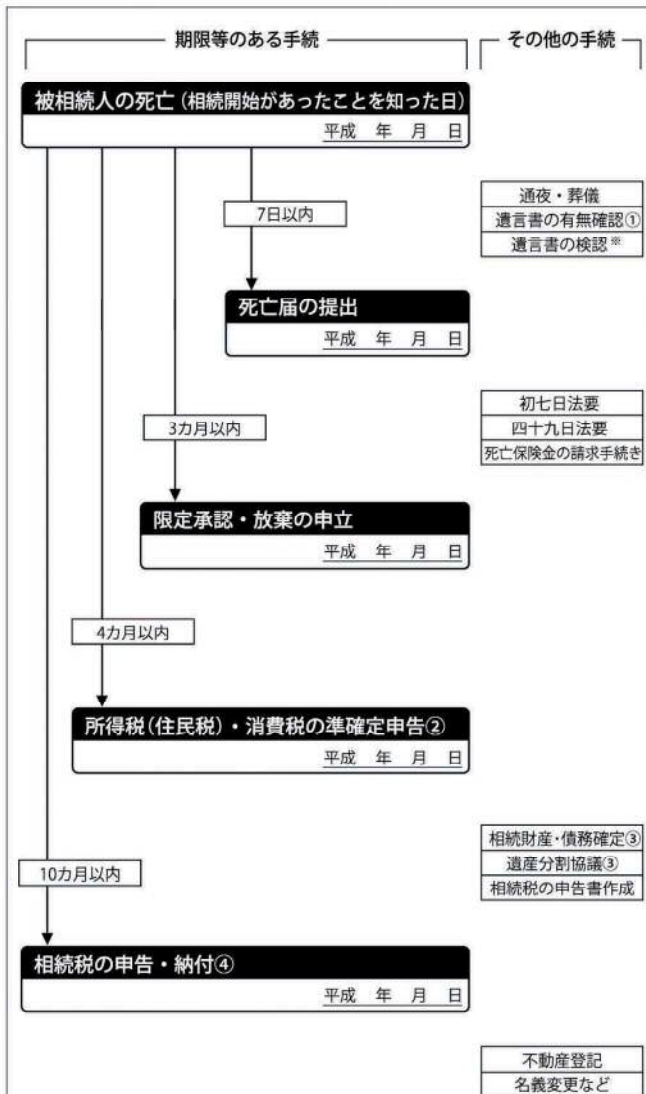 期限等のある手続
その他の手続
被相続人の死亡（相続開始があったことを知った日）
平成 年 月 日
7日以内
通夜・葬儀
遺言書の有無確認①
遺言書の検認※
死亡届の提出
平成 年 月 日
3カ月以内
初七日法要
四十九日法要
死亡保険金の請求手続き
限定承認・放棄の申立
平成 年 月 日
4カ月以内
所得税（住民税）・消費税の準確定申告②
平成 年 月 日
10カ月以内
相続財産・債務確定③
遺産分割協議③
相続税の申告書作成
相続税の申告・納付④
平成 年 月 日
不動産登記
名義変更など